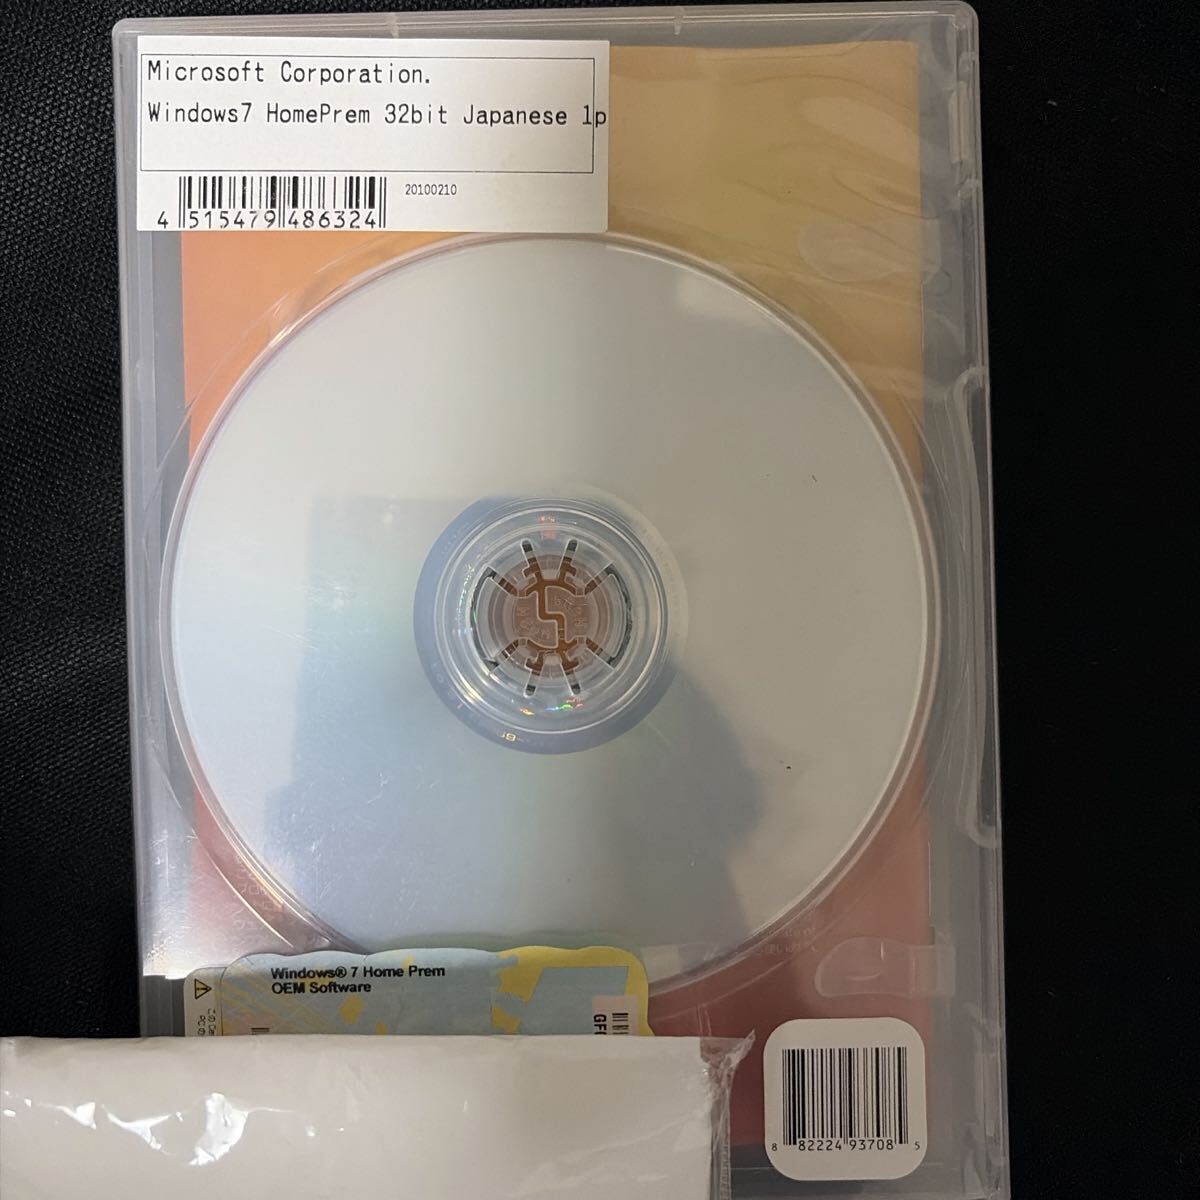 Microsoft Corporation.
Windows7 HomePrem 32bit Japanese 1p
20100210
4 515479 486324
Windows® 7 Home Prem
OEM Software
8 82224 93708 5